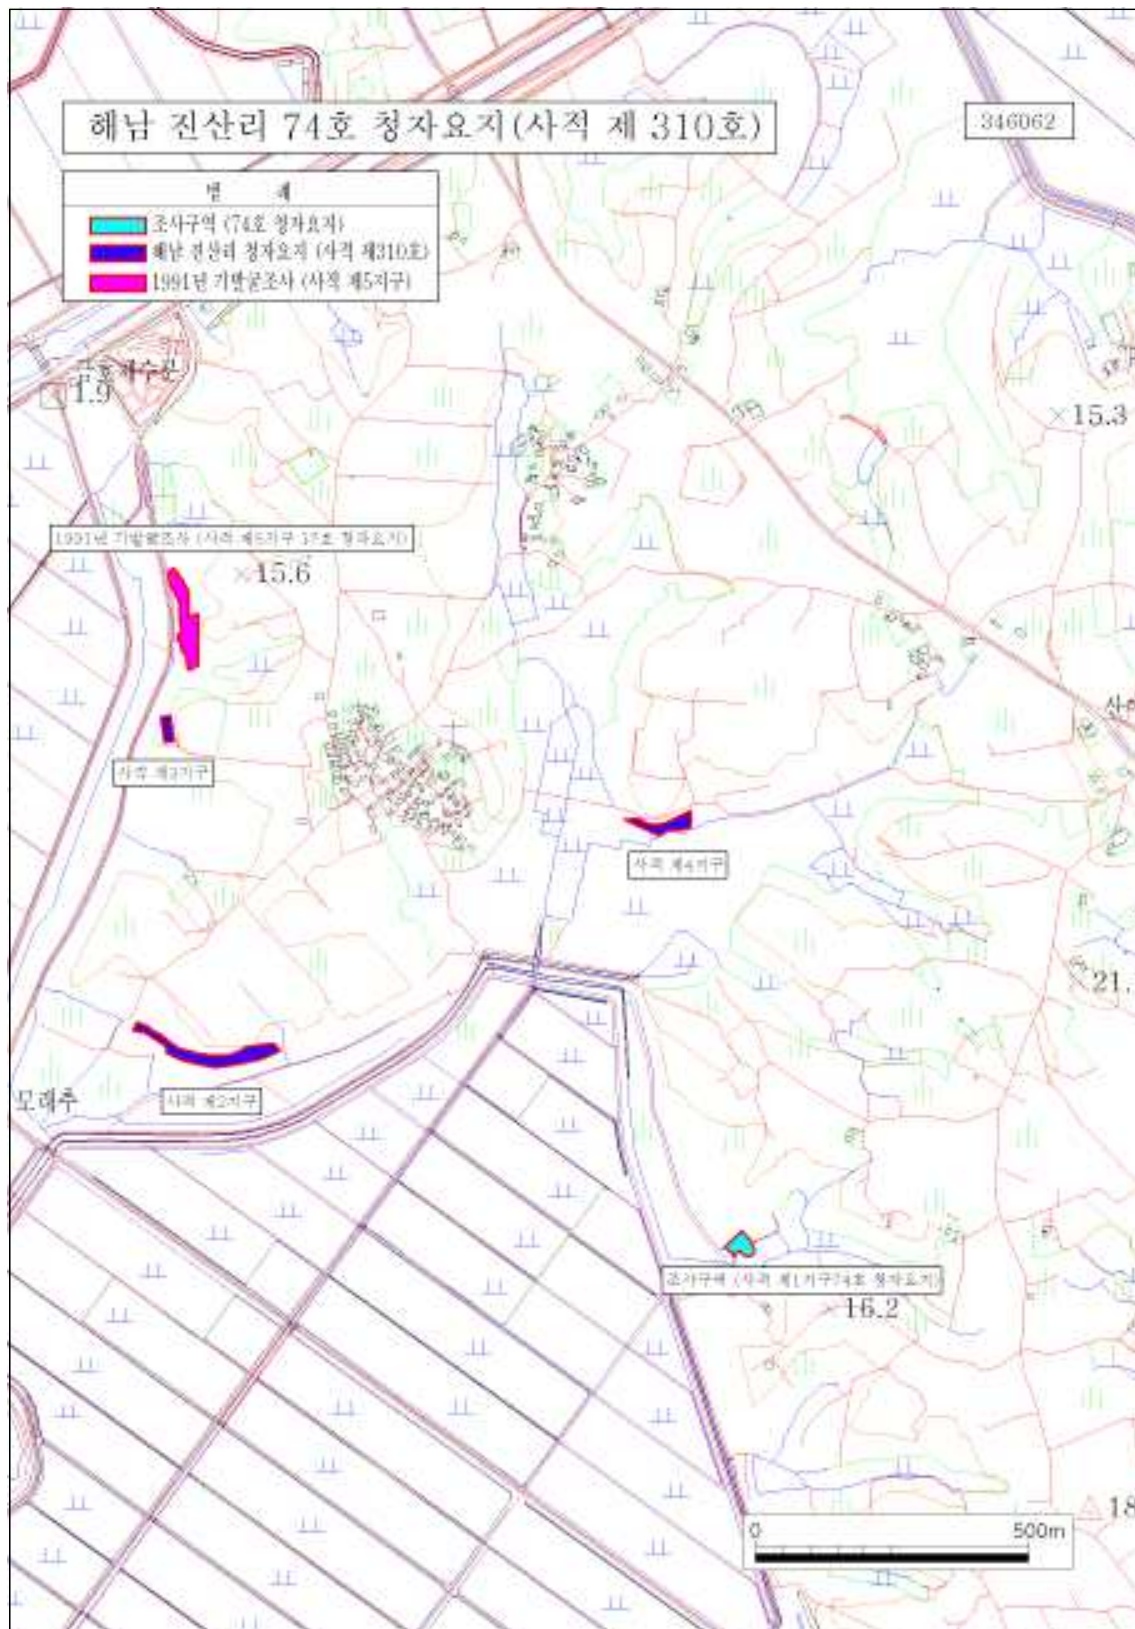 해남 진산리 74호 청자요지(사적 제 310호)
346062
범 례
조사구역 (74호 청자요지)
해남 진산리 청자요지 (사적 제310호)
1991년 기발굴조사 (사적 제5지구)
1.9
15.3
1991년 기발굴조사 (사적 제5지구 17호 청자요지)
15.6
사적 제3지구
사적 제4지구
21.
사적 제2지구
모래추
조사구역 (사적 제1지구74호 청자요지)
16.2
18
0 500m